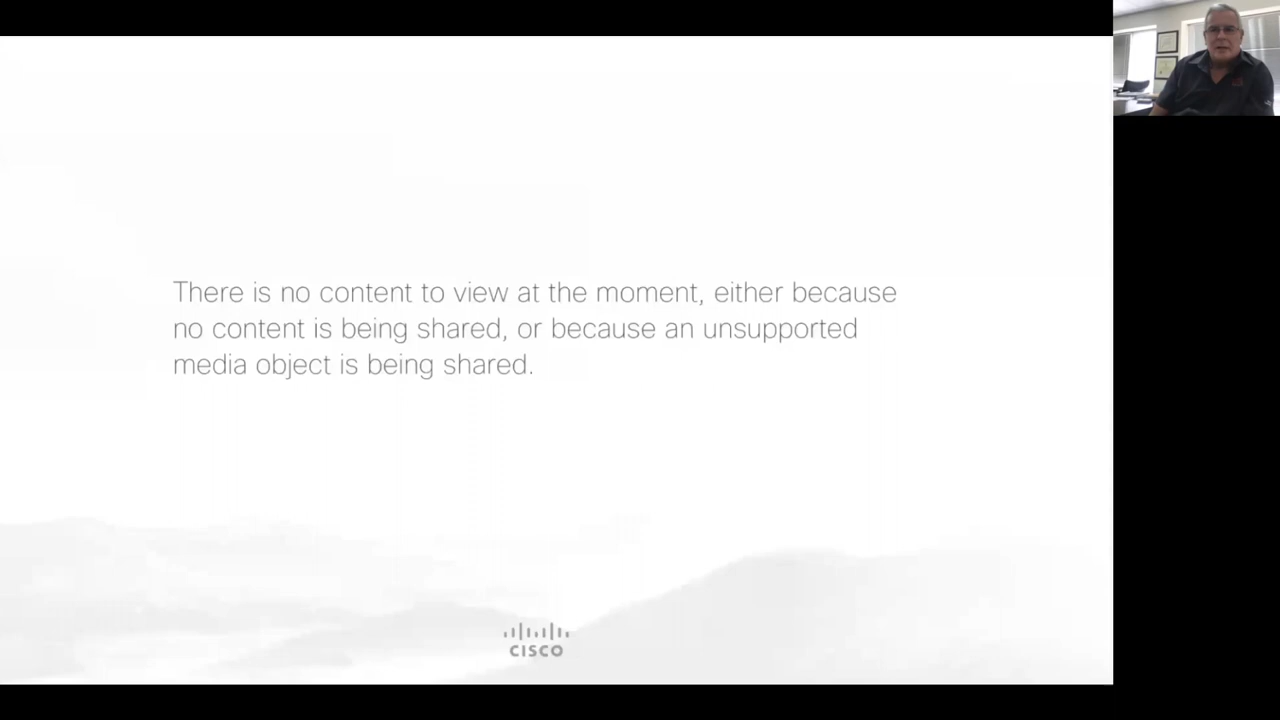 There is no content to view at the moment, either because
no content is being shared, or because an unsupported
media object is being shared.
CISCO